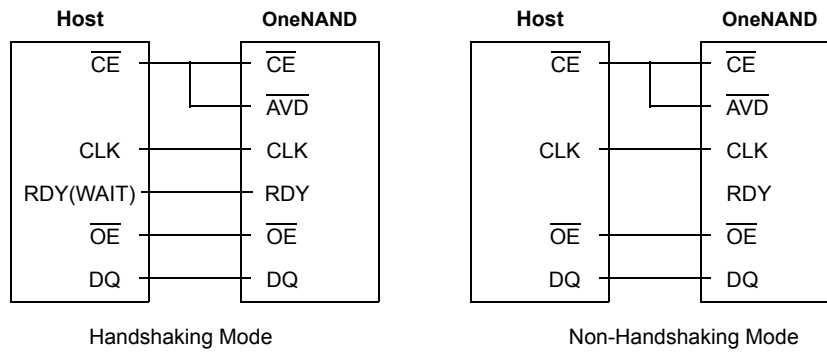 Host OneNAND
CE CE
AVD
CLK CLK
RDY(WAIT) RDY
OE OE
DQ DQ
Handshaking Mode
Host OneNAND
CE CE
AVD
CLK CLK
RDY
OE OE
DQ DQ
Non-Handshaking Mode